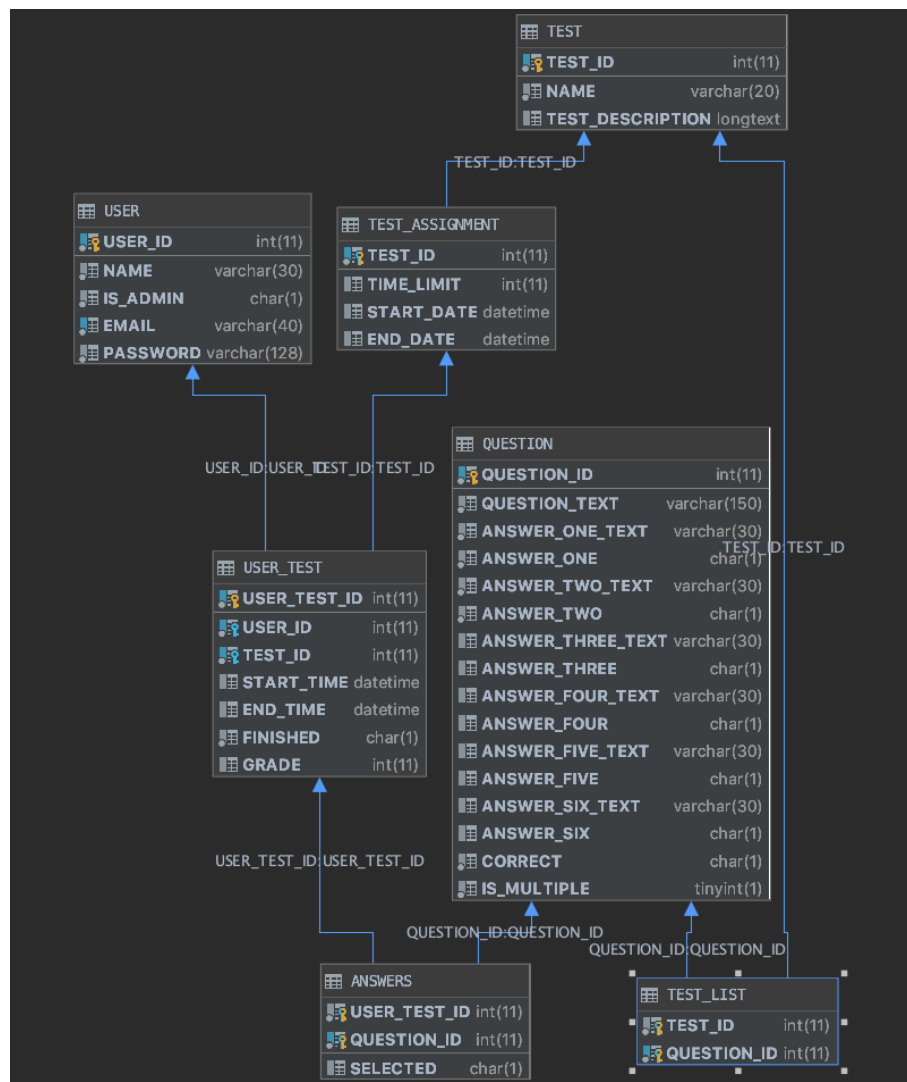 TEST
TEST_ID int(11)
NAME varchar(20)
TEST_DESCRIPTION longtext
TEST_ID:TEST_ID
USER
USER_ID int(11)
NAME varchar(30)
IS_ADMIN char(1)
EMAIL varchar(40)
PASSWORD varchar(128)
TEST_ASSIGNMENT
TEST_ID int(11)
TIME_LIMIT int(11)
START_DATE datetime
END_DATE datetime
USER_ID:USER_ID
TEST_ID:TEST_ID
QUESTION
QUESTION_ID int(11)
QUESTION_TEXT varchar(150)
ANSWER_ONE_TEXT varchar(30)
ANSWER_ONE char(1)
ANSWER_TWO_TEXT varchar(30)
ANSWER_TWO char(1)
ANSWER_THREE_TEXT varchar(30)
ANSWER_THREE char(1)
ANSWER_FOUR_TEXT varchar(30)
ANSWER_FOUR char(1)
ANSWER_FIVE_TEXT varchar(30)
ANSWER_FIVE char(1)
ANSWER_SIX_TEXT varchar(30)
ANSWER_SIX char(1)
CORRECT char(1)
IS_MULTIPLE tinyint(1)
TEST_ID:TEST_ID
USER_TEST
USER_TEST_ID int(11)
USER_ID int(11)
TEST_ID int(11)
START_TIME datetime
END_TIME datetime
FINISHED char(1)
GRADE int(11)
USER_TEST_ID:USER_TEST_ID
QUESTION_ID:QUESTION_ID
QUESTION_ID:QUESTION_ID
ANSWERS
USER_TEST_ID int(11)
QUESTION_ID int(11)
SELECTED char(1)
TEST_LIST
TEST_ID int(11)
QUESTION_ID int(11)